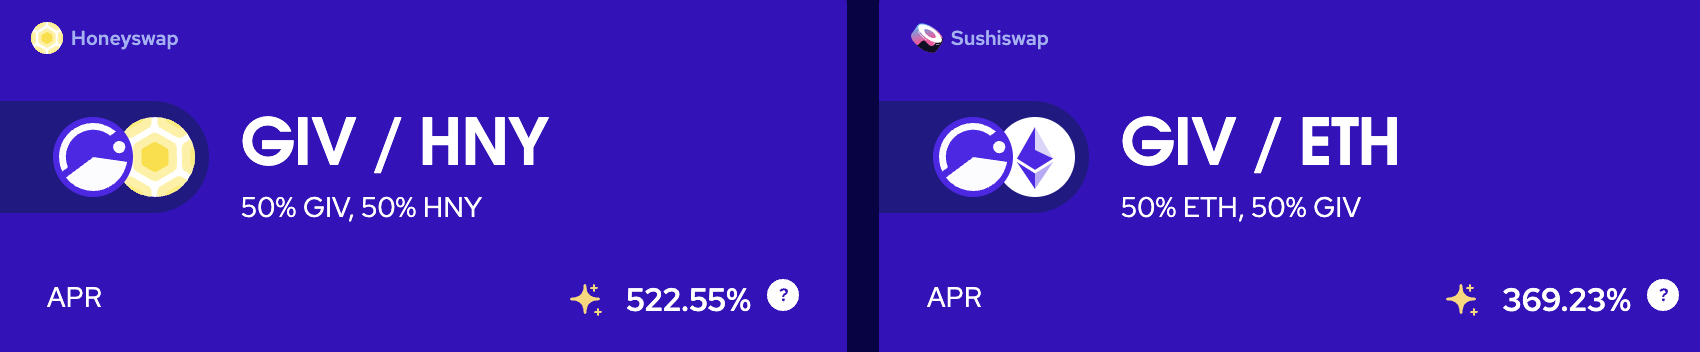 Honeyswap
GIV / HNY
50% GIV, 50% HNY
APR
522.55%
?
Sushiswap
GIV / ETH
50% ETH, 50% GIV
APR
369.23%
?